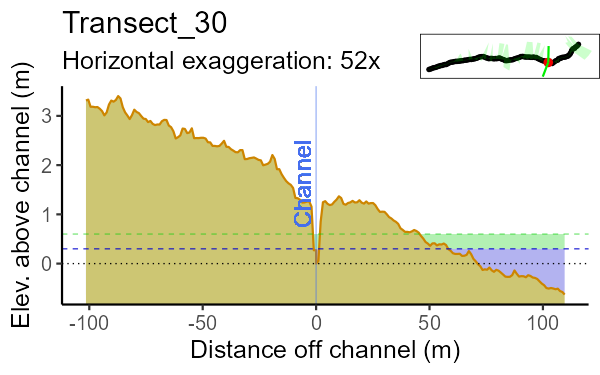 Transect_30
Horizontal exaggeration: 52x
Elev. above channel (m)
3
2
1
0
Channel
-100
-50
0
50
100
Distance off channel (m)